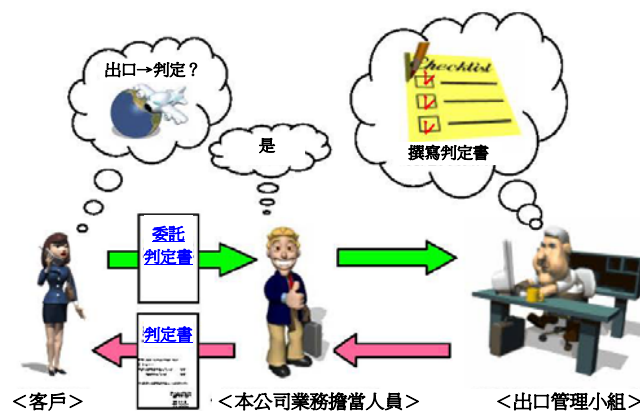 出口→判定？
是
Checklist
撰寫判定書
委託
判定書
判定書
＜客戶＞
＜本公司業務擔當人員＞
＜出口管理小組＞